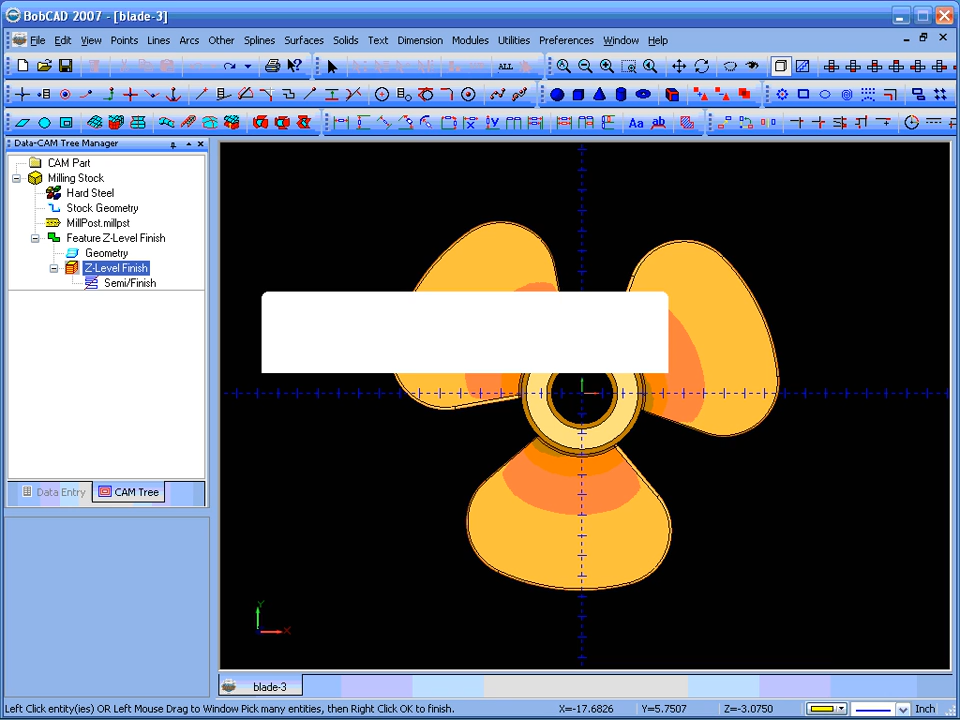 BobCAD 2007 - [blade-3]
File Edit View Points Lines Arcs Other Splines Surfaces Solids Text Dimension Modules Utilities Preferences Window Help
ALL
Aa ab
Data-CAM Tree Manager
CAM Part
Milling Stock
Hard Steel
Stock Geometry
MillPost.millpst
Feature Z-Level Finish
Geometry
Z-Level Finish
Semi/Finish
Data Entry CAM Tree
Y
X
blade-3
Left Click entity(ies) OR Left Mouse Drag to Window Pick many entities, then Right Click OK to finish. X=-17.6826 Y=5.7507 Z=-3.0750 Inch